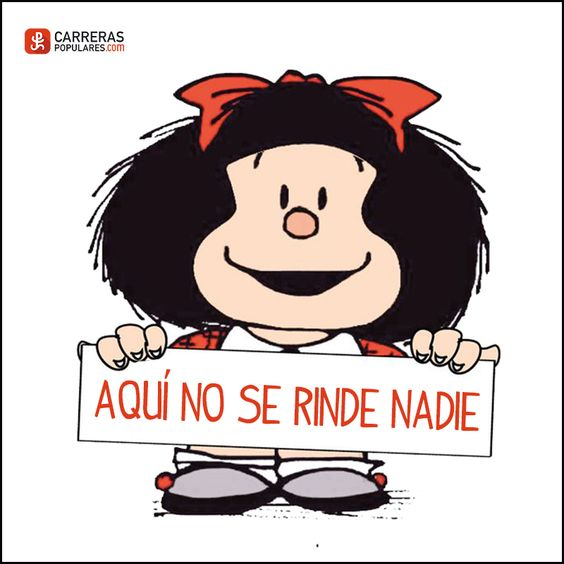 CARRERAS
POPULARES.com
AQUÍ NO SE RINDE NADIE